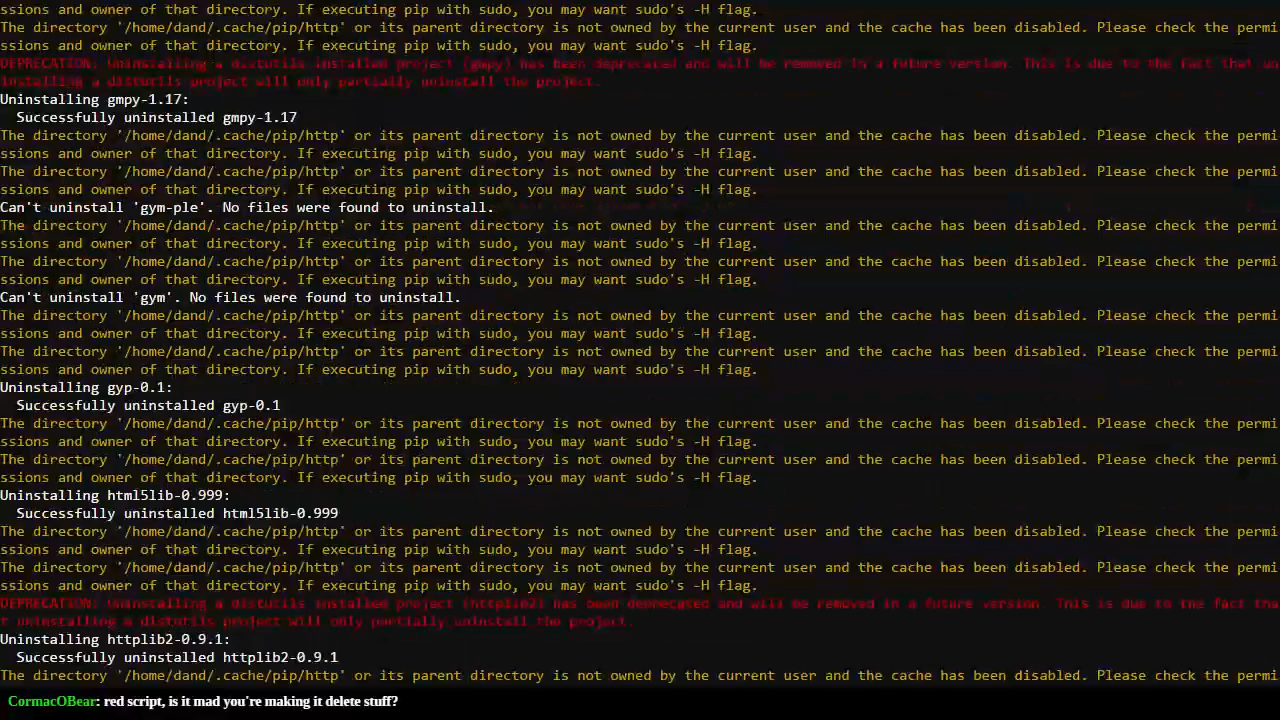 ssions and owner of that directory. If executing pip with sudo, you may want sudo's -H flag.
The directory '/home/dand/.cache/pip/http' or its parent directory is not owned by the current user and the cache has been disabled. Please check the permi
ssions and owner of that directory. If executing pip with sudo, you may want sudo's -H flag.
DEPRECATION: Uninstalling a distutils installed project (gmpy) has been deprecated and will be removed in a future version. This is due to the fact that un
installing a distutils project will only partially uninstall the project.
Uninstalling gmpy-1.17:
  Successfully uninstalled gmpy-1.17
The directory '/home/dand/.cache/pip/http' or its parent directory is not owned by the current user and the cache has been disabled. Please check the permi
ssions and owner of that directory. If executing pip with sudo, you may want sudo's -H flag.
The directory '/home/dand/.cache/pip/http' or its parent directory is not owned by the current user and the cache has been disabled. Please check the permi
ssions and owner of that directory. If executing pip with sudo, you may want sudo's -H flag.
Can't uninstall 'gym-ple'. No files were found to uninstall.
The directory '/home/dand/.cache/pip/http' or its parent directory is not owned by the current user and the cache has been disabled. Please check the permi
ssions and owner of that directory. If executing pip with sudo, you may want sudo's -H flag.
The directory '/home/dand/.cache/pip/http' or its parent directory is not owned by the current user and the cache has been disabled. Please check the permi
ssions and owner of that directory. If executing pip with sudo, you may want sudo's -H flag.
Can't uninstall 'gym'. No files were found to uninstall.
The directory '/home/dand/.cache/pip/http' or its parent directory is not owned by the current user and the cache has been disabled. Please check the permi
ssions and owner of that directory. If executing pip with sudo, you may want sudo's -H flag.
The directory '/home/dand/.cache/pip/http' or its parent directory is not owned by the current user and the cache has been disabled. Please check the permi
ssions and owner of that directory. If executing pip with sudo, you may want sudo's -H flag.
Uninstalling gyp-0.1:
  Successfully uninstalled gyp-0.1
The directory '/home/dand/.cache/pip/http' or its parent directory is not owned by the current user and the cache has been disabled. Please check the permi
ssions and owner of that directory. If executing pip with sudo, you may want sudo's -H flag.
The directory '/home/dand/.cache/pip/http' or its parent directory is not owned by the current user and the cache has been disabled. Please check the permi
ssions and owner of that directory. If executing pip with sudo, you may want sudo's -H flag.
Uninstalling html5lib-0.999:
  Successfully uninstalled html5lib-0.999
The directory '/home/dand/.cache/pip/http' or its parent directory is not owned by the current user and the cache has been disabled. Please check the permi
ssions and owner of that directory. If executing pip with sudo, you may want sudo's -H flag.
The directory '/home/dand/.cache/pip/http' or its parent directory is not owned by the current user and the cache has been disabled. Please check the permi
ssions and owner of that directory. If executing pip with sudo, you may want sudo's -H flag.
DEPRECATION: Uninstalling a distutils installed project (httplib2) has been deprecated and will be removed in a future version. This is due to the fact tha
t uninstalling a distutils project will only partially uninstall the project.
Uninstalling httplib2-0.9.1:
  Successfully uninstalled httplib2-0.9.1
The directory '/home/dand/.cache/pip/http' or its parent directory is not owned by the current user and the cache has been disabled. Please check the permi
CormacOBear: red script, is it mad you're making it delete stuff?